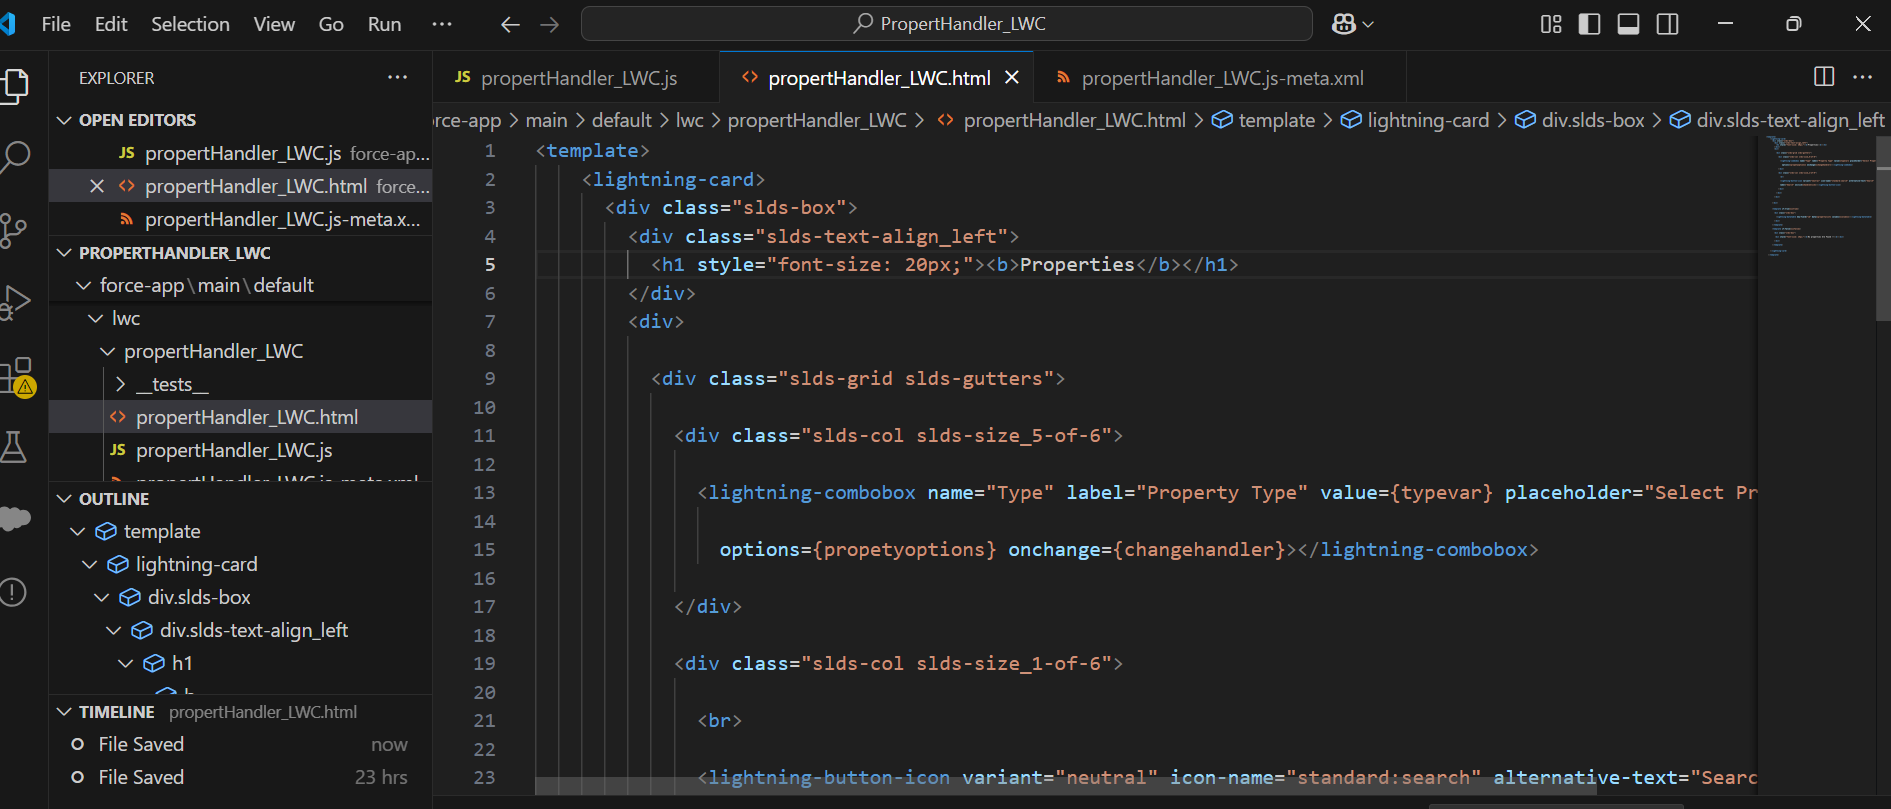 File Edit Selection View Go Run ··· PropertHandler_LWC
EXPLORER ···
OPEN EDITORS
JS propertHandler_LWC.js force-ap...
propertHandler_LWC.html force...
propertHandler_LWC.js-meta.x...
PROPERTHANDLER_LWC
force-app\main\default
lwc
propertHandler_LWC
__tests__
propertHandler_LWC.html
JS propertHandler_LWC.js
OUTLINE
template
lightning-card
div.slds-box
div.slds-text-align_left
h1
TIMELINE propertHandler_LWC.html
File Saved now
File Saved 23 hrs
JS propertHandler_LWC.js <> propertHandler_LWC.html propertHandler_LWC.js-meta.xml
rce-app > main > default > lwc > propertHandler_LWC > <> propertHandler_LWC.html > template > lightning-card > div.slds-box > div.slds-text-align_left
1 <template>
2 <lightning-card>
3 <div class="slds-box">
4 <div class="slds-text-align_left">
5 <h1 style="font-size: 20px;"><b>Properties</b></h1>
6 </div>
7 <div>
8
9 <div class="slds-grid slds-gutters">
10
11 <div class="slds-col slds-size_5-of-6">
12
13 <lightning-combobox name="Type" label="Property Type" value={typevar} placeholder="Select Pr
14
15 options={propetyoptions} onchange={changehandler}></lightning-combobox>
16
17 </div>
18
19 <div class="slds-col slds-size_1-of-6">
20
21 <br>
22
23 <lightning-button-icon variant="neutral" icon-name="standard:search" alternative-text="Searc